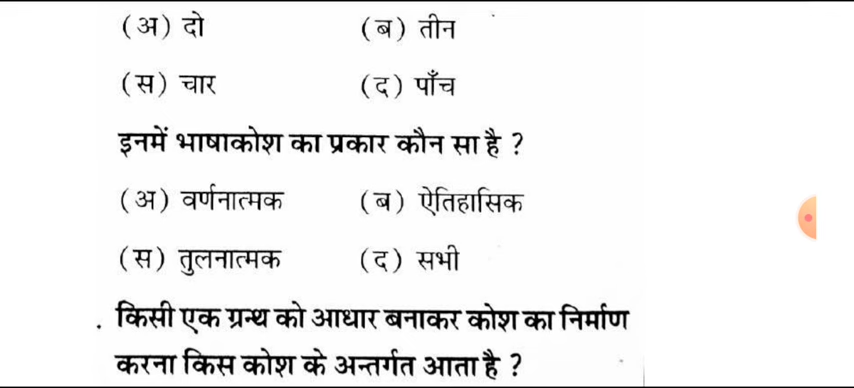 (अ) दो (ब) तीन
(स) चार (द) पाँच
इनमें भाषाकोश का प्रकार कौन सा है ?
(अ) वर्णनात्मक (ब) ऐतिहासिक
(स) तुलनात्मक (द) सभी
. किसी एक ग्रन्थ को आधार बनाकर कोश का निर्माण
करना किस कोश के अन्तर्गत आता है ?